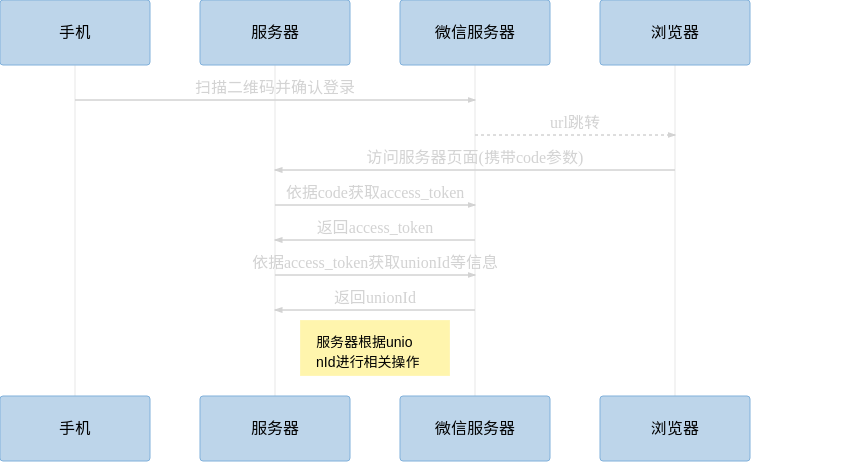 手机
服务器
微信服务器
浏览器
扫描二维码并确认登录
url跳转
访问服务器页面(携带code参数)
依据code获取access_token
返回access_token
依据access_token获取unionId等信息
返回unionId
服务器根据unio
nId进行相关操作
手机
服务器
微信服务器
浏览器